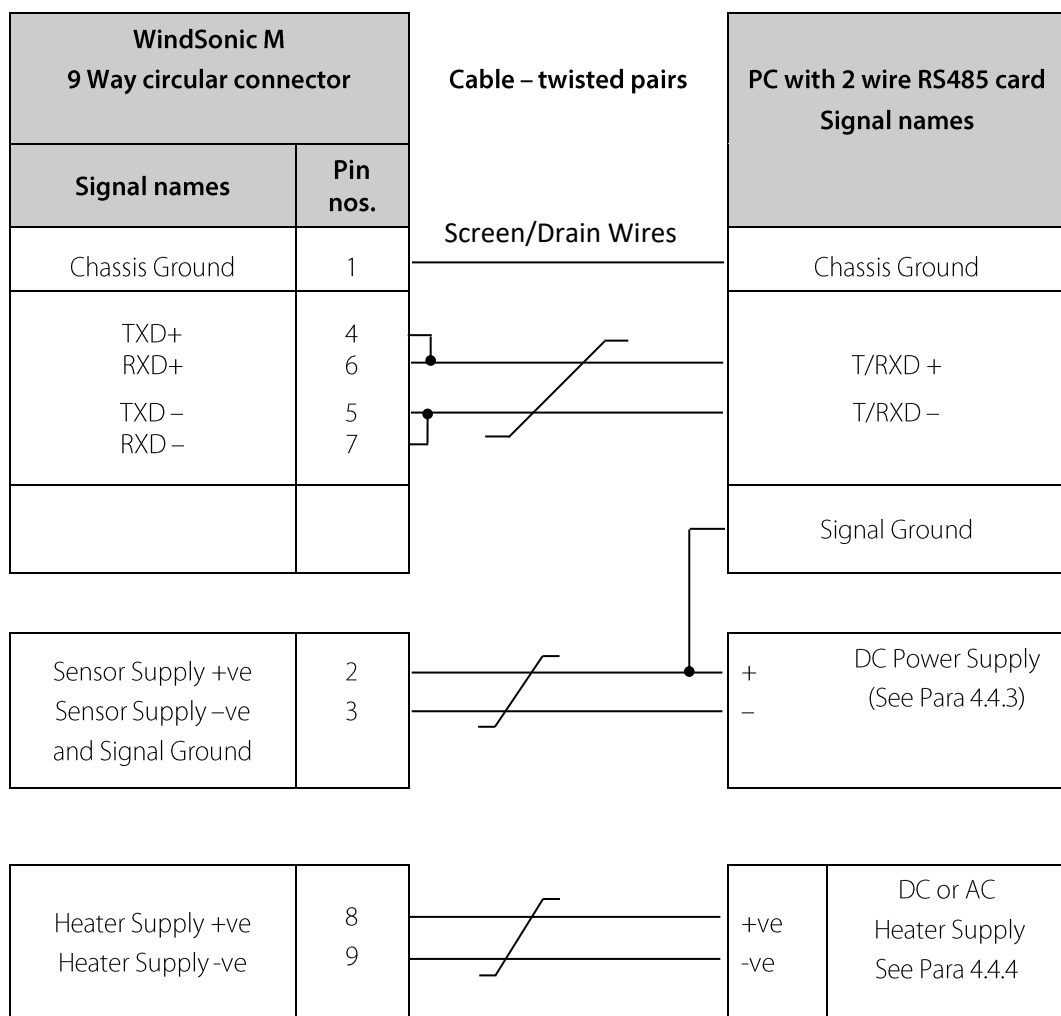 WindSonic M
9 Way circular connector
Cable – twisted pairs
PC with 2 wire RS485 card
Signal names
Signal names
Pin
nos.
Screen/Drain Wires
Chassis Ground 1 Chassis Ground
TXD+ 4
RXD+ 6 T/RXD +
TXD – 5 T/RXD –
RXD – 7
Signal Ground
Sensor Supply +ve 2 + DC Power Supply
Sensor Supply –ve 3 – (See Para 4.4.3)
and Signal Ground
DC or AC
Heater Supply +ve 8 +ve Heater Supply
Heater Supply -ve 9 -ve See Para 4.4.4